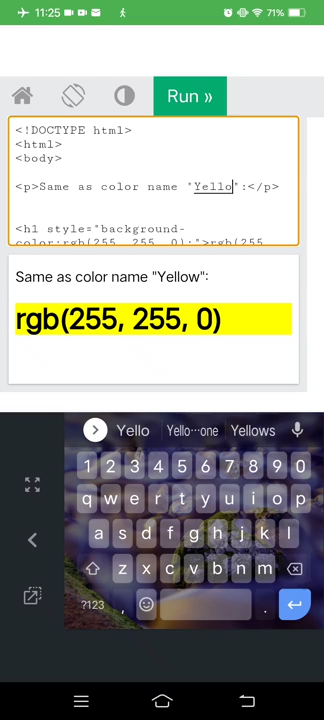 11:25
71%
Run »
<!DOCTYPE html>
<html>
<body>
<p>Same as color name "Yello":</p>
<h1 style="background-
color:rgb(255, 255, 0);">rgb(255,
Same as color name "Yellow":
rgb(255, 255, 0)
Yello Yello⋯one Yellows
1 2 3 4 5 6 7 8 9 0
q w e r t y u i o p
a s d f g h j k l
z x c v b n m
?123 , .